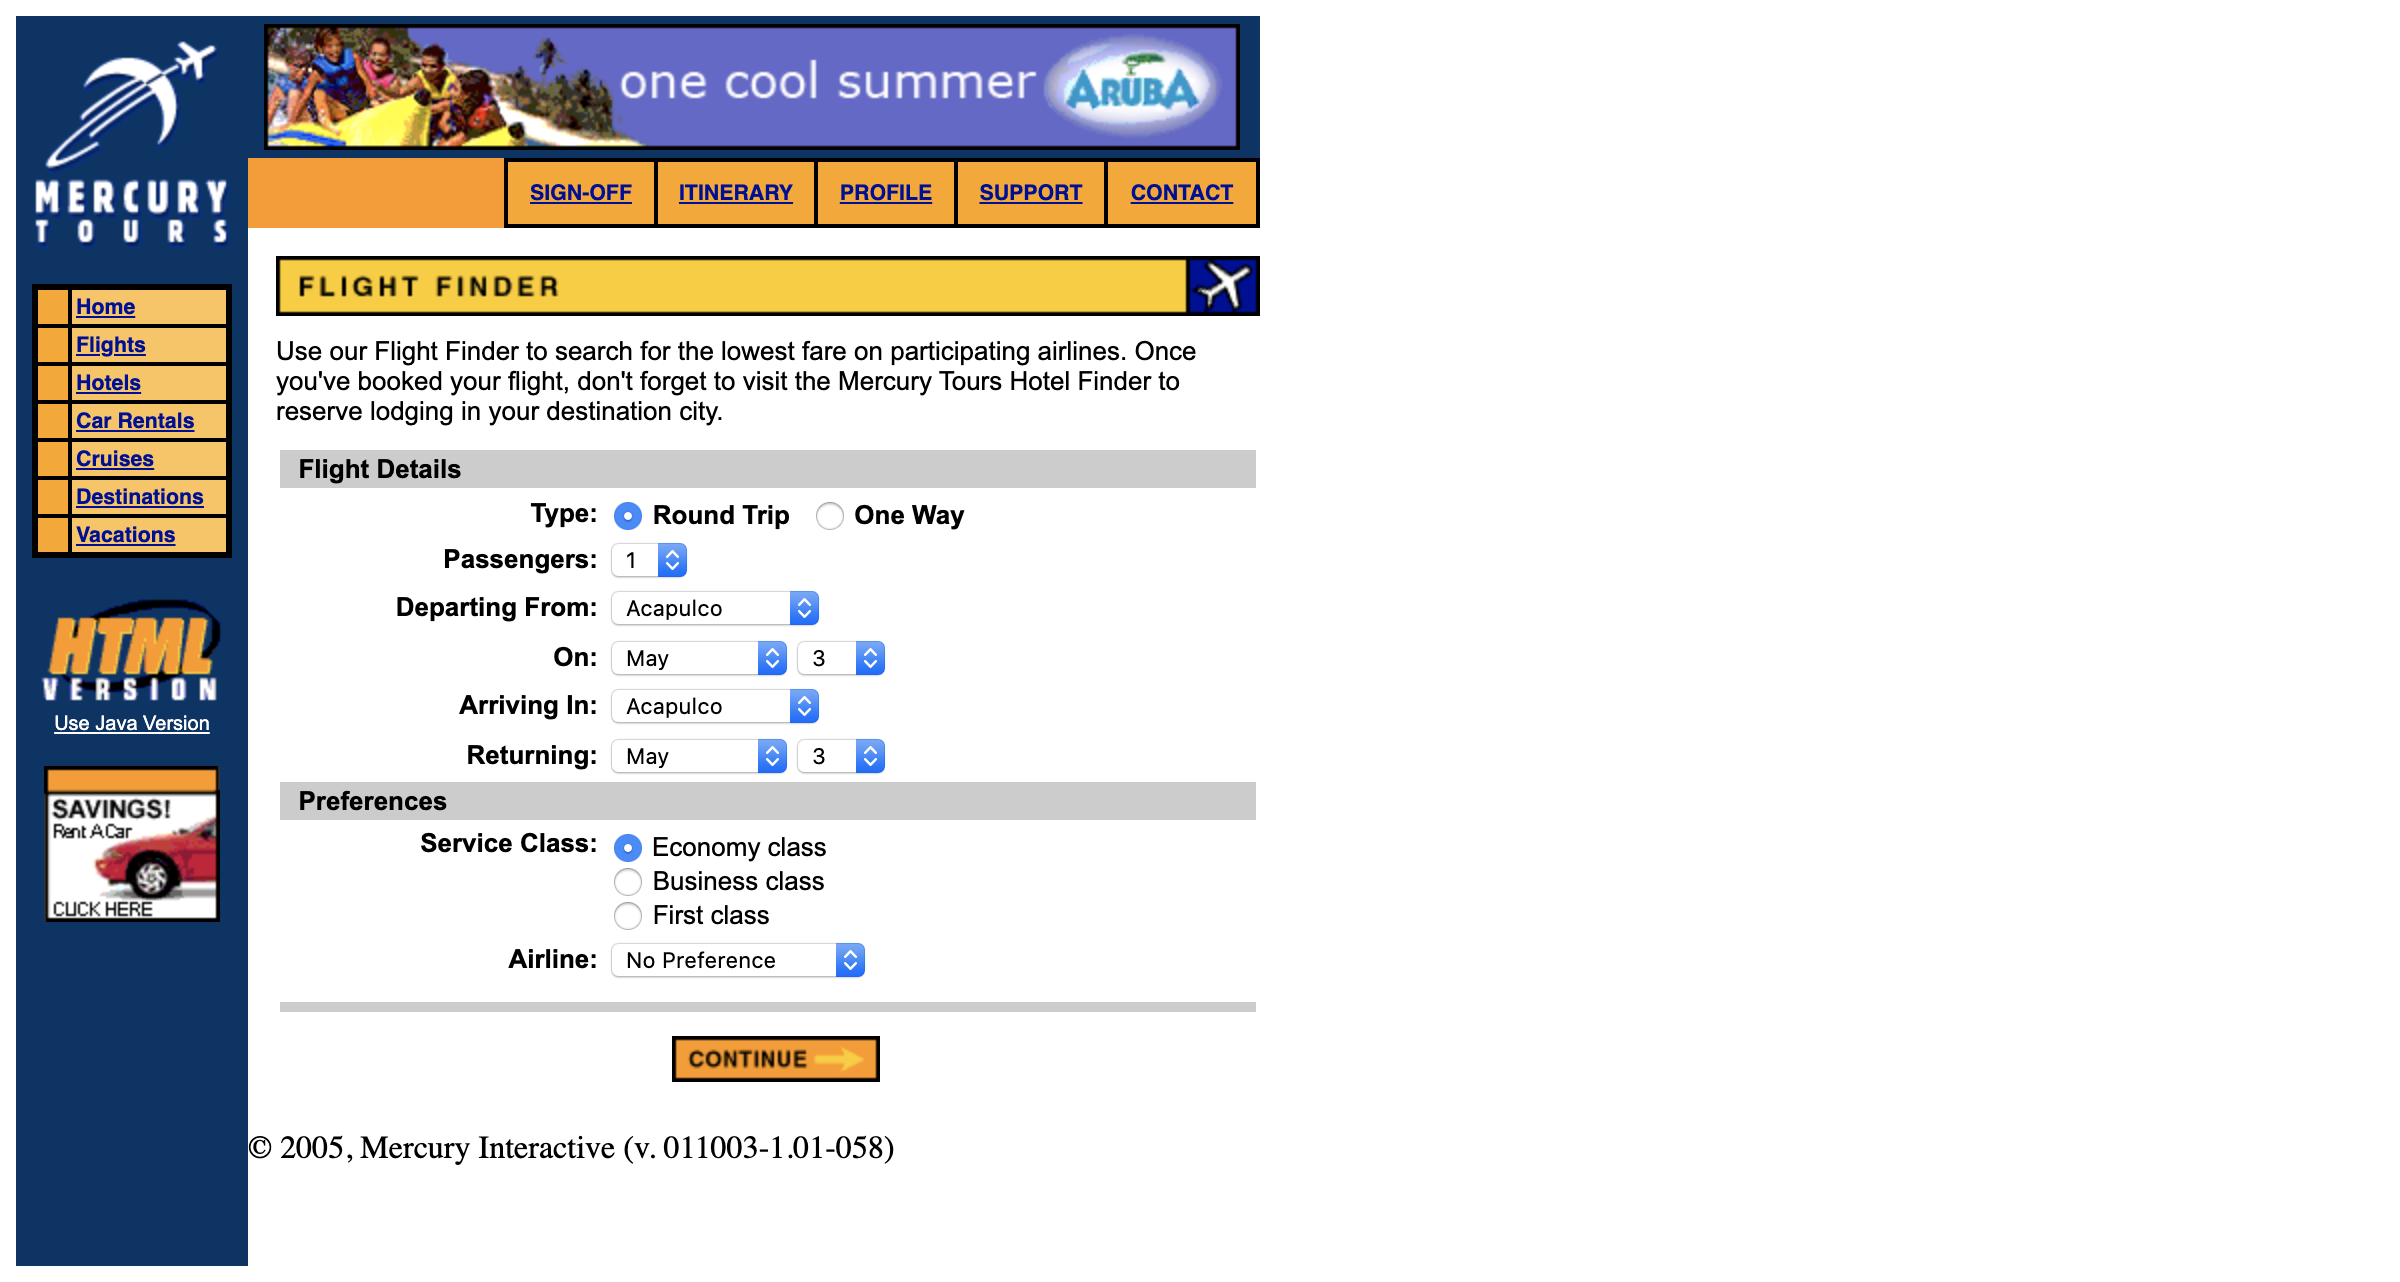 one cool summer ARUBA
MERCURY
TOURS
SIGN-OFF ITINERARY PROFILE SUPPORT CONTACT
Home
Flights
Hotels
Car Rentals
Cruises
Destinations
Vacations
HTML
VERSION
Use Java Version
SAVINGS!
Rent A Car
CLICK HERE
FLIGHT FINDER
Use our Flight Finder to search for the lowest fare on participating airlines. Once
you've booked your flight, don't forget to visit the Mercury Tours Hotel Finder to
reserve lodging in your destination city.
Flight Details
Type: Round Trip One Way
Passengers: 1
Departing From: Acapulco
On: May 3
Arriving In: Acapulco
Returning: May 3
Preferences
Service Class: Economy class
Business class
First class
Airline: No Preference
CONTINUE
© 2005, Mercury Interactive (v. 011003-1.01-058)